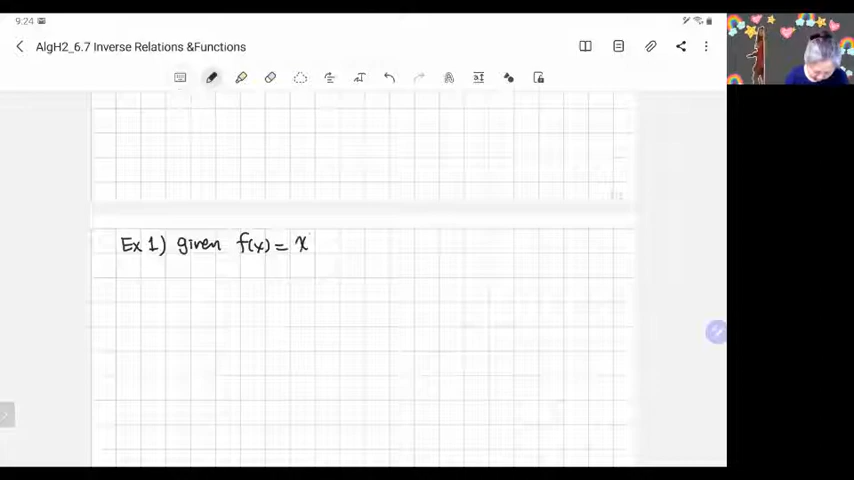 9:24
AlgH2_6.7 Inverse Relations &Functions
Ex 1) given f(x) = x